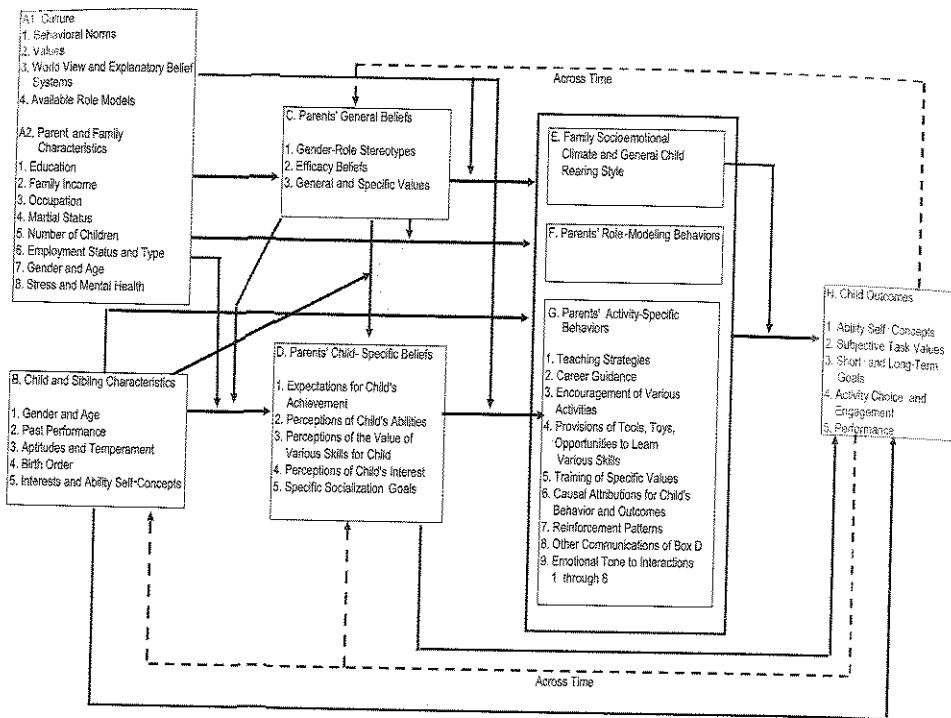 A1. Culture
1. Behavioral Norms
2. Values
3. World View and Explanatory Belief
Systems
4. Available Role Models
A2. Parent and Family
Characteristics
1. Education
2. Family Income
3. Occupation
4. Martial Status
5. Number of Children
6. Employment Status and Type
7. Gender and Age
8. Stress and Mental Health
B. Child and Sibling Characteristics
1. Gender and Age
2. Past Performance
3. Aptitudes and Temperament
4. Birth Order
5. Interests and Ability Self-Concepts
C. Parents' General Beliefs
1. Gender-Role Stereotypes
2. Efficacy Beliefs
3. General and Specific Values
D. Parents' Child-Specific Beliefs
1. Expectations for Child's
Achievement
2. Perceptions of Child's Abilities
3. Perceptions of the Value of
Various Skills for Child
4. Perceptions of Child's Interest
5. Specific Socialization Goals
Across Time
E. Family Socioemotional
Climate and General Child
Rearing Style
F. Parents' Role-Modeling Behaviors
G. Parents' Activity-Specific
Behaviors
1. Teaching Strategies
2. Career Guidance
3. Encouragement of Various
Activities
4. Provisions of Tools, Toys,
Opportunities to Learn
Various Skills
5. Training of Specific Values
6. Causal Attributions for Child's
Behavior and Outcomes
7. Reinforcement Patterns
8. Other Communications of Box D
9. Emotional Tone to Interactions
1 through 8
H. Child Outcomes
1. Ability Self-Concepts
2. Subjective Task Values
3. Short- and Long-Term
Goals
4. Activity Choice and
Engagement
5. Performance
Across Time